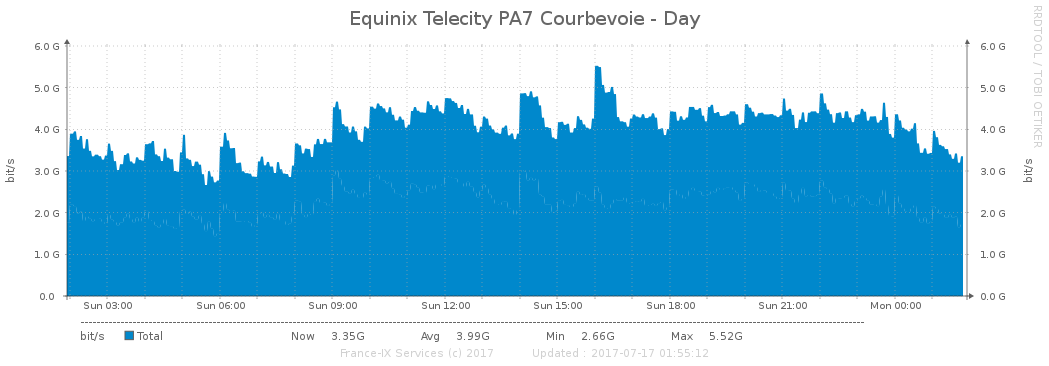 Equinix Telecity PA7 Courbevoie - Day
RRDTOOL / TOBI OETIKER
6.0 G 6.0 G
5.0 G 5.0 G
4.0 G 4.0 G
3.0 G 3.0 G
2.0 G 2.0 G
1.0 G 1.0 G
0.0 0.0 G
bit/s bit/s
Sun 03:00 Sun 06:00 Sun 09:00 Sun 12:00 Sun 15:00 Sun 18:00 Sun 21:00 Mon 00:00
bit/s Total Now 3.35G Avg 3.99G Min 2.66G Max 5.52G
France-IX Services (c) 2017 Updated : 2017-07-17 01:55:12